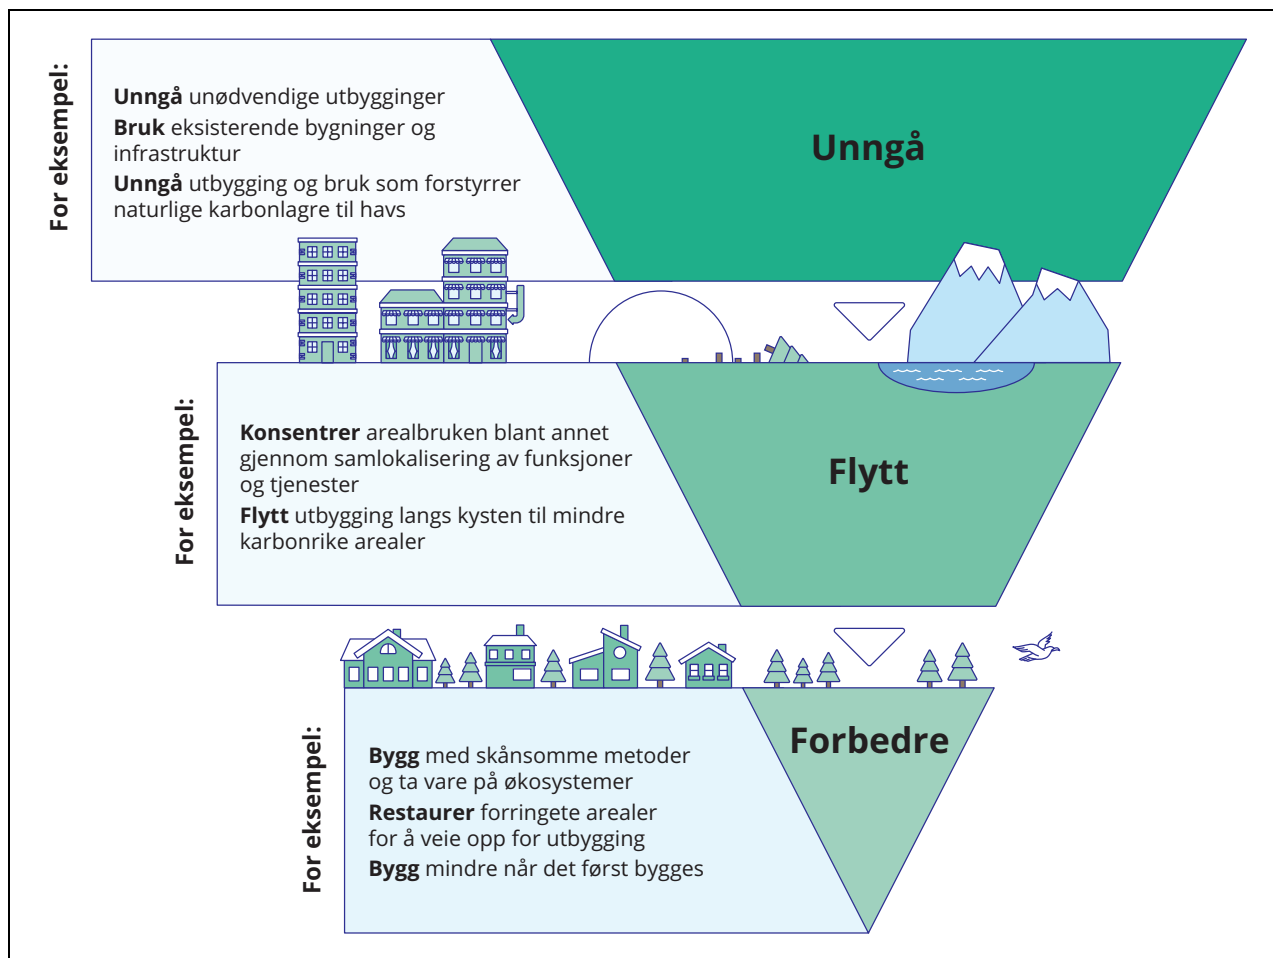 For eksempel:
Unngå unødvendige utbygginger
Bruk eksisterende bygninger og
infrastruktur
Unngå utbygging og bruk som forstyrrer
naturlige karbonlagre til havs
Unngå
For eksempel:
Konsentrer arealbruken blant annet
gjennom samlokalisering av funksjoner
og tjenester
Flytt utbygging langs kysten til mindre
karbonrike arealer
Flytt
For eksempel:
Bygg med skånsomme metoder
og ta vare på økosystemer
Restaurer forringete arealer
for å veie opp for utbygging
Bygg mindre når det først bygges
Forbedre